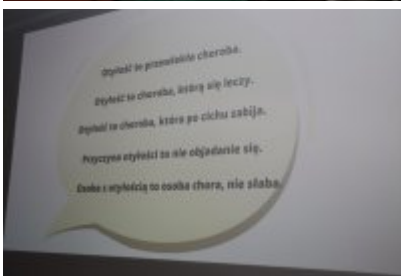 Otyłość to przewlekła choroba.
Otyłość to choroba, którą się leczy.
Otyłość to choroba, która po cichu zabija.
Przyczyną otyłości to nie objadanie się.
Osoba z otyłością to osoba chora, nie słaba.